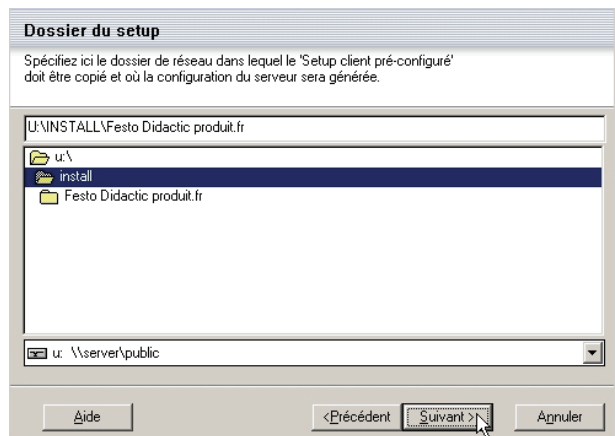 Dossier du setup
Spécifiez ici le dossier de réseau dans lequel le 'Setup client pré-configuré'
doit être copié et où la configuration du serveur sera générée.
U:\INSTALL\Festo Didactic produit.fr
u:\
install
Festo Didactic produit.fr
u: \\server\public
Aide
<Précédent
Suivant >
Annuler